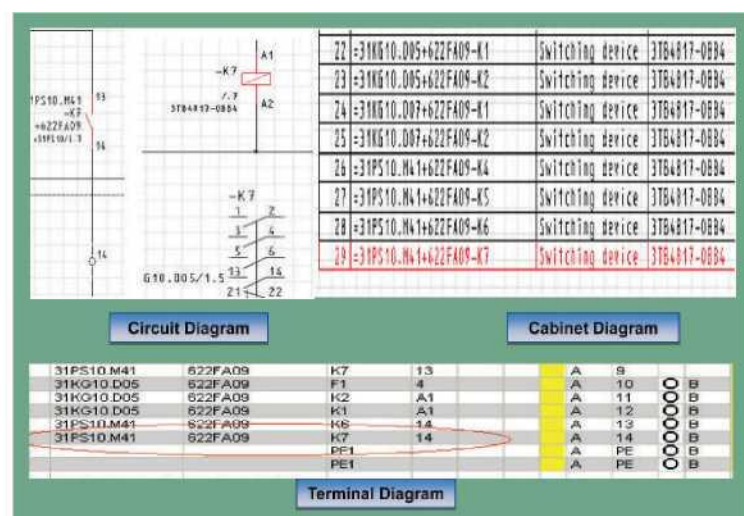 1PS10.M41
-K7
+622FA09
13
14
14
-K7
A1
3TB4817-0BB4
A2
-K7
1 2
3 4
5 6
G10.D05/1.5 13 14
21 22
22 =31KG10.D05+622FA09-K1 Switching device 3TB4817-0BB4
23 =31KG10.D05+622FA09-K2 Switching device 3TB4817-0BB4
24 =31KG10.D07+622FA09-K1 Switching device 3TB4817-0BB4
25 =31KG10.D07+622FA09-K2 Switching device 3TB4817-0BB4
26 =31PS10.M41+622FA09-K4 Switching device 3TB4817-0BB4
27 =31PS10.M41+622FA09-K5 Switching device 3TB4817-0BB4
28 =31PS10.M41+622FA09-K6 Switching device 3TB4817-0BB4
29 =31PS10.M41+622FA09-K7 Switching device 3TB4817-0BB4
Circuit Diagram
Cabinet Diagram
31PS10.M41 622FA09 K7 13 A 9
31KG10.D05 622FA09 F1 4 A 10 O B
31KG10.D05 622FA09 K2 A1 A 11 O B
31KG10.D05 622FA09 K1 A1 A 12 O B
31PS10.M41 622FA09 K6 14 A 13 O B
31PS10.M41 622FA09 K7 14 A 14 O B
PE1 A PE O B
PE1 A PE O B
Terminal Diagram